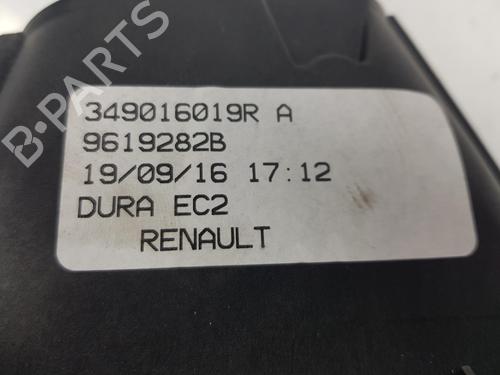 B-PARTS
349016019R A
9619282B
19/09/16 17:12
DURA EC2
RENAULT